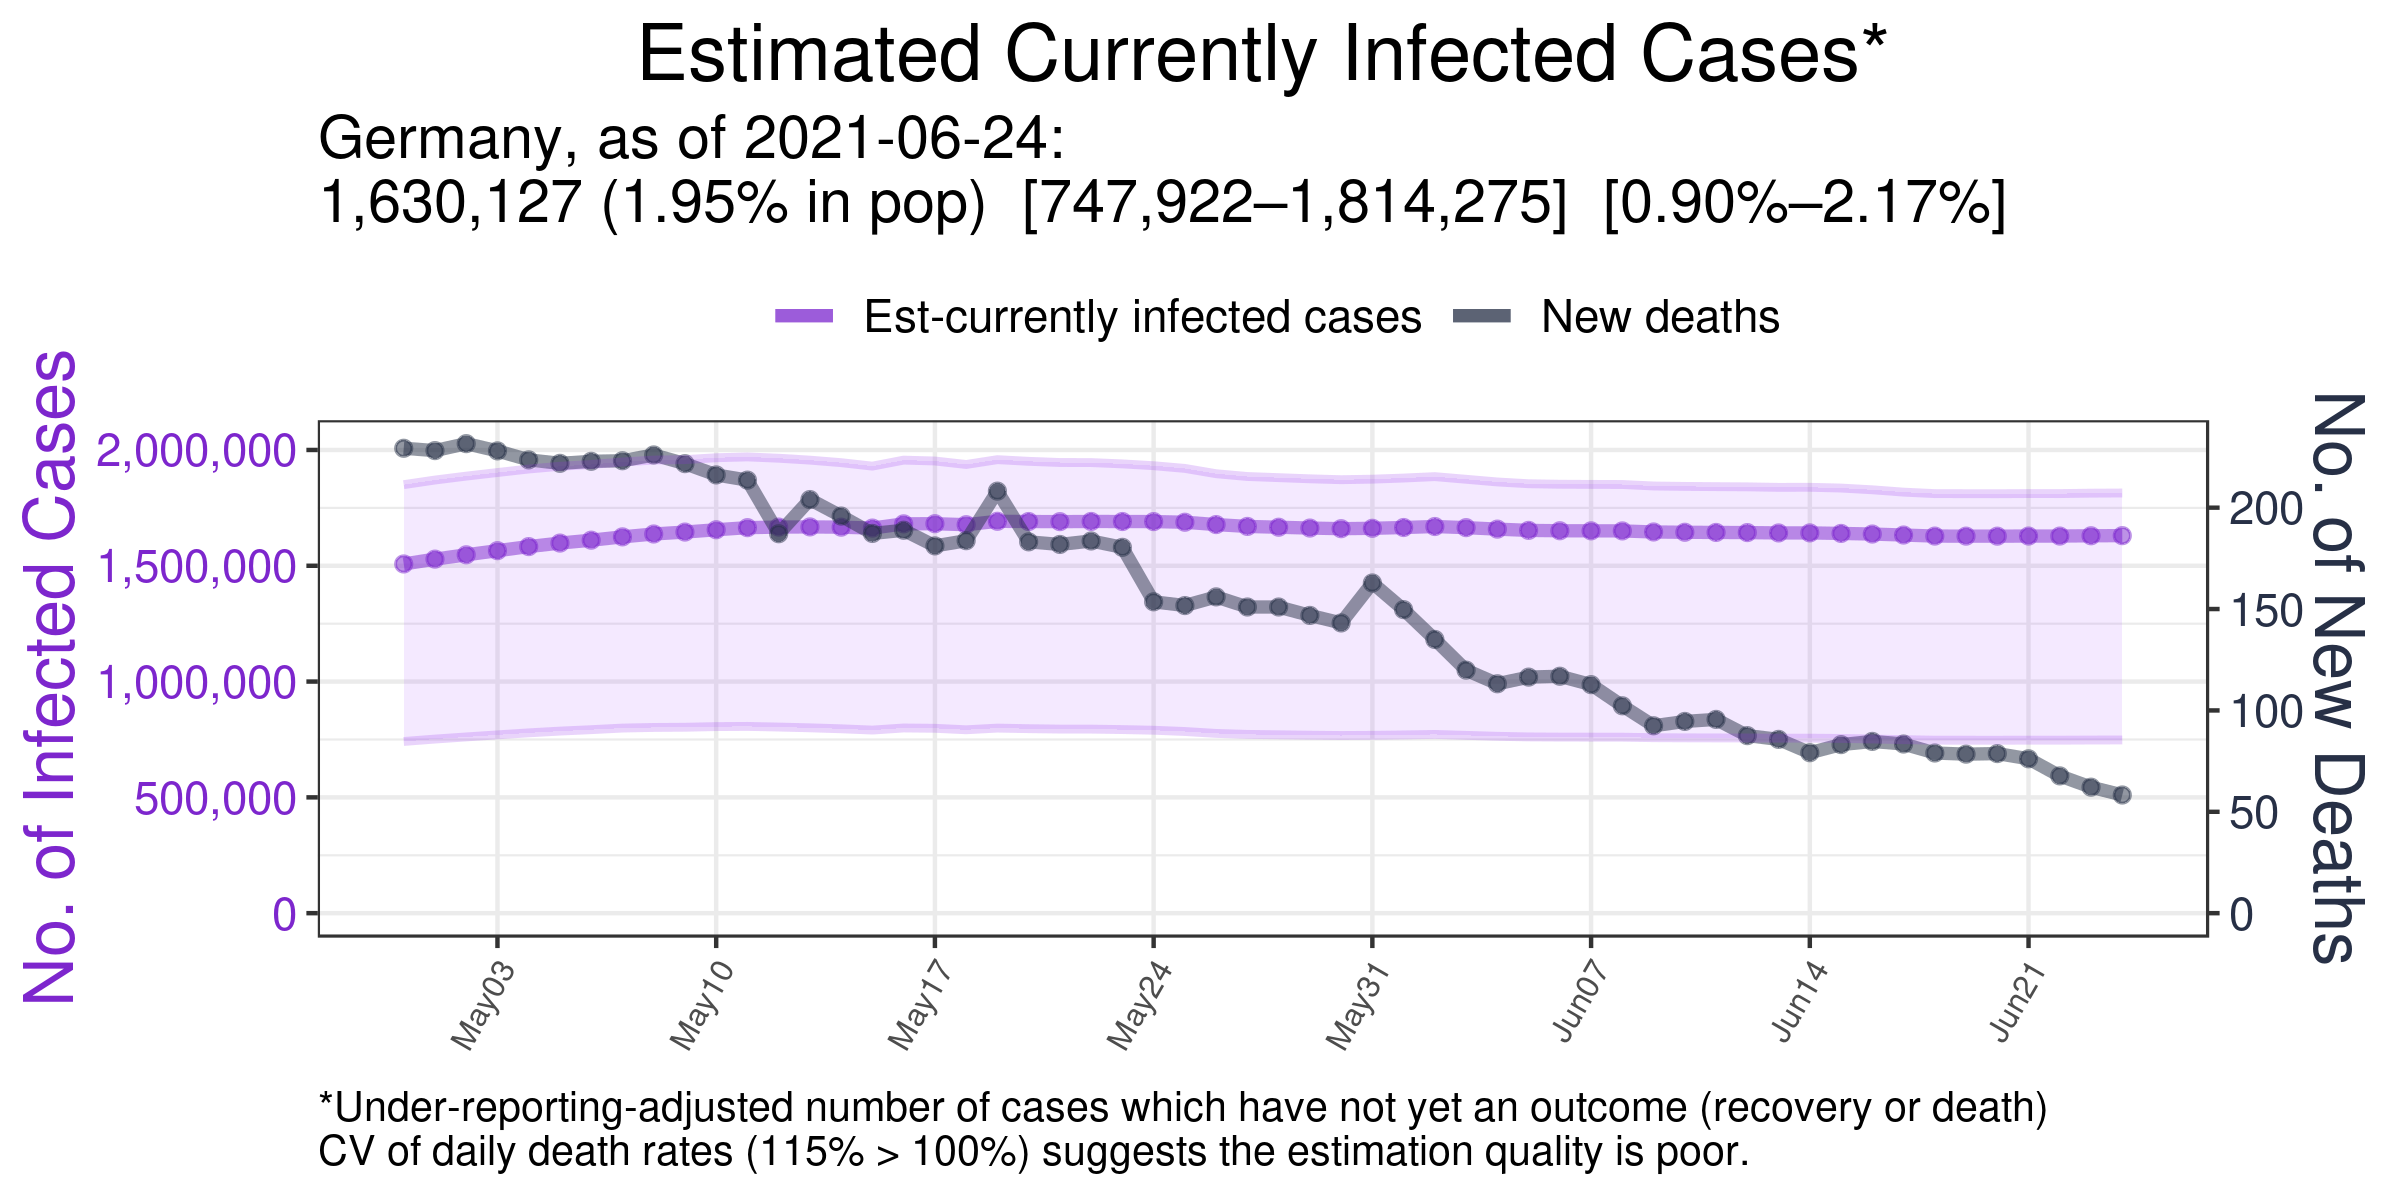 Estimated Currently Infected Cases*
Germany, as of 2021-06-24:
1,630,127 (1.95% in pop) [747,922–1,814,275] [0.90%–2.17%]
Est-currently infected cases New deaths
No. of Infected Cases
2,000,000
1,500,000
1,000,000
500,000
0
200
150
100
50
0
No. of New Deaths
May03 May10 May17 May24 May31 Jun07 Jun14 Jun21
*Under-reporting-adjusted number of cases which have not yet an outcome (recovery or death)
CV of daily death rates (115% > 100%) suggests the estimation quality is poor.